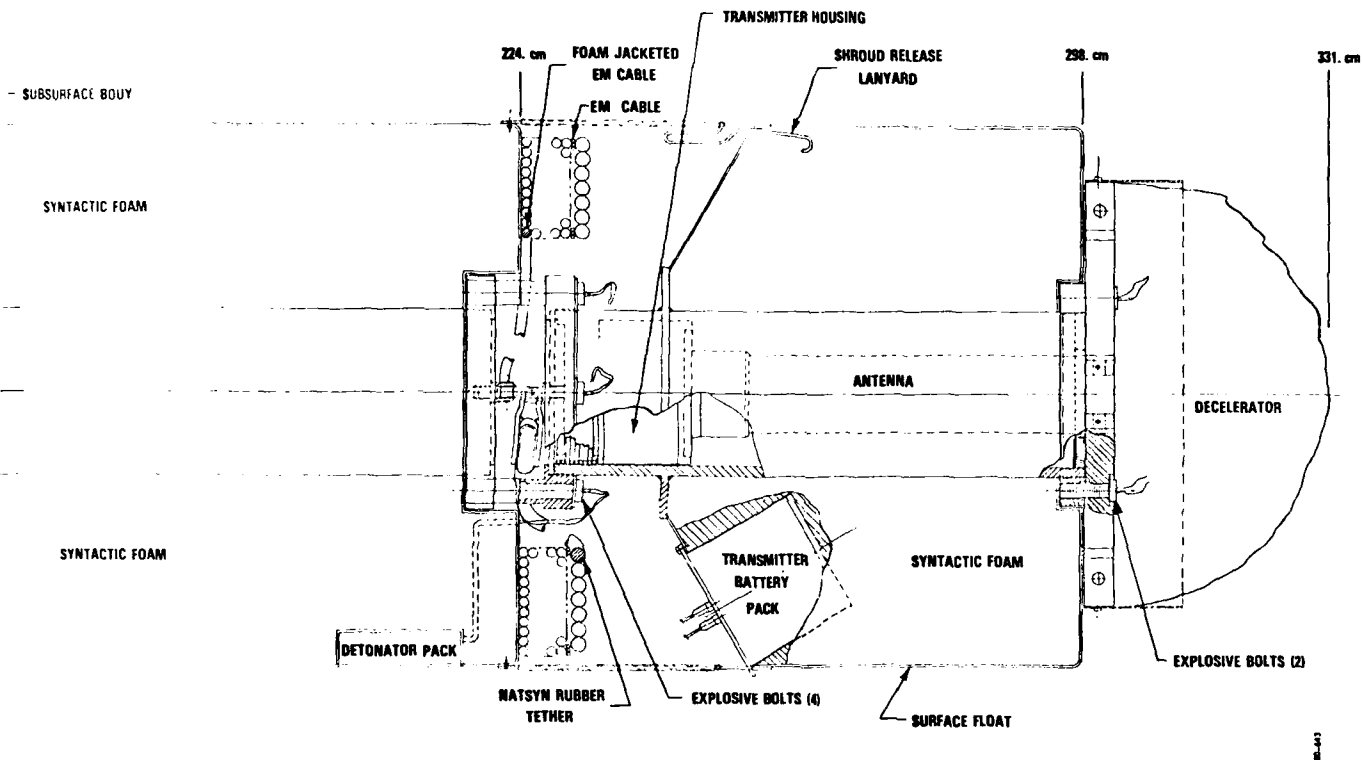 TRANSMITTER HOUSING
224. cm
FOAM JACKETED
EM CABLE
SHROUD RELEASE
LANYARD
298. cm
331. cm
- SUBSURFACE BOUY
EM CABLE
SYNTACTIC FOAM
ANTENNA
DECELERATOR
SYNTACTIC FOAM
TRANSMITTER
BATTERY
PACK
SYNTACTIC FOAM
DETONATOR PACK
EXPLOSIVE BOLTS (2)
NATSYN RUBBER
TETHER
EXPLOSIVE BOLTS (4)
SURFACE FLOAT